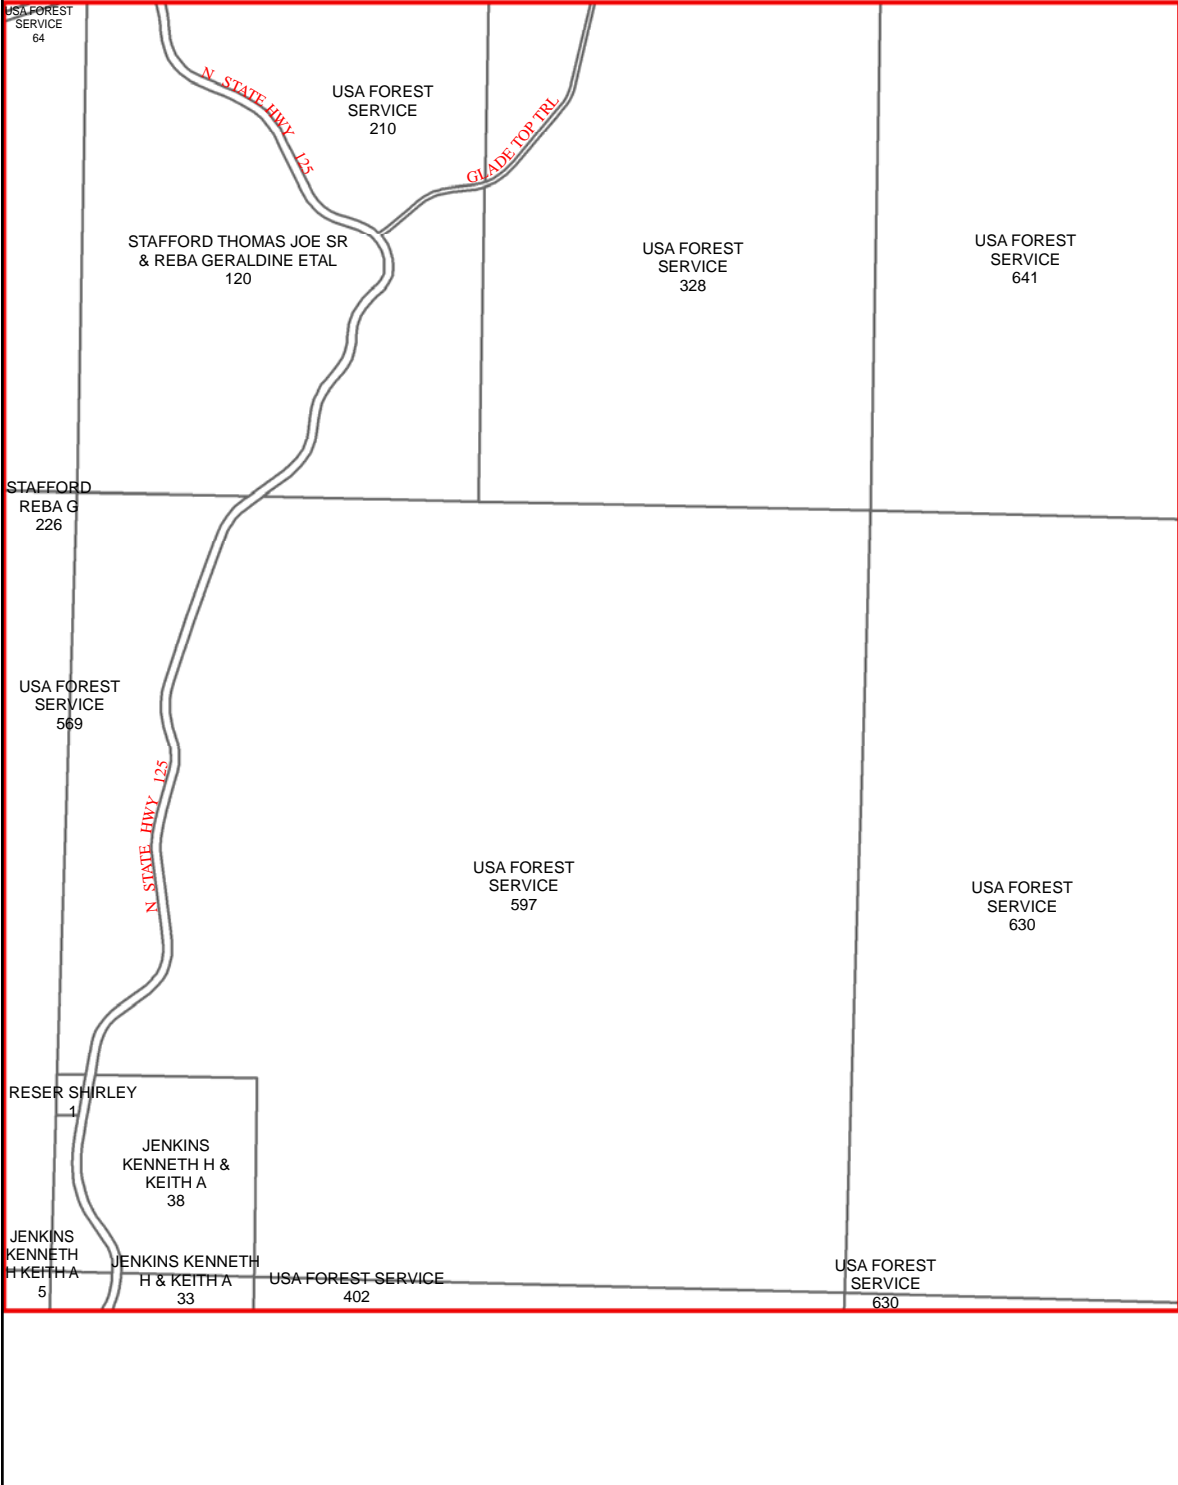 USA FOREST
SERVICE
64
N STATE HWY 125
USA FOREST
SERVICE
210
GLADE TOP TRL
STAFFORD THOMAS JOE SR
& REBA GERALDINE ETAL
120
USA FOREST
SERVICE
328
USA FOREST
SERVICE
641
STAFFORD
REBA G
226
USA FOREST
SERVICE
569
N STATE HWY 125
USA FOREST
SERVICE
597
USA FOREST
SERVICE
630
RESER SHIRLEY
1
JENKINS
KENNETH H &
KEITH A
38
JENKINS
KENNETH
H KEITH A
5
JENKINS KENNETH
H & KEITH A
33
USA FOREST SERVICE
402
USA FOREST
SERVICE
630